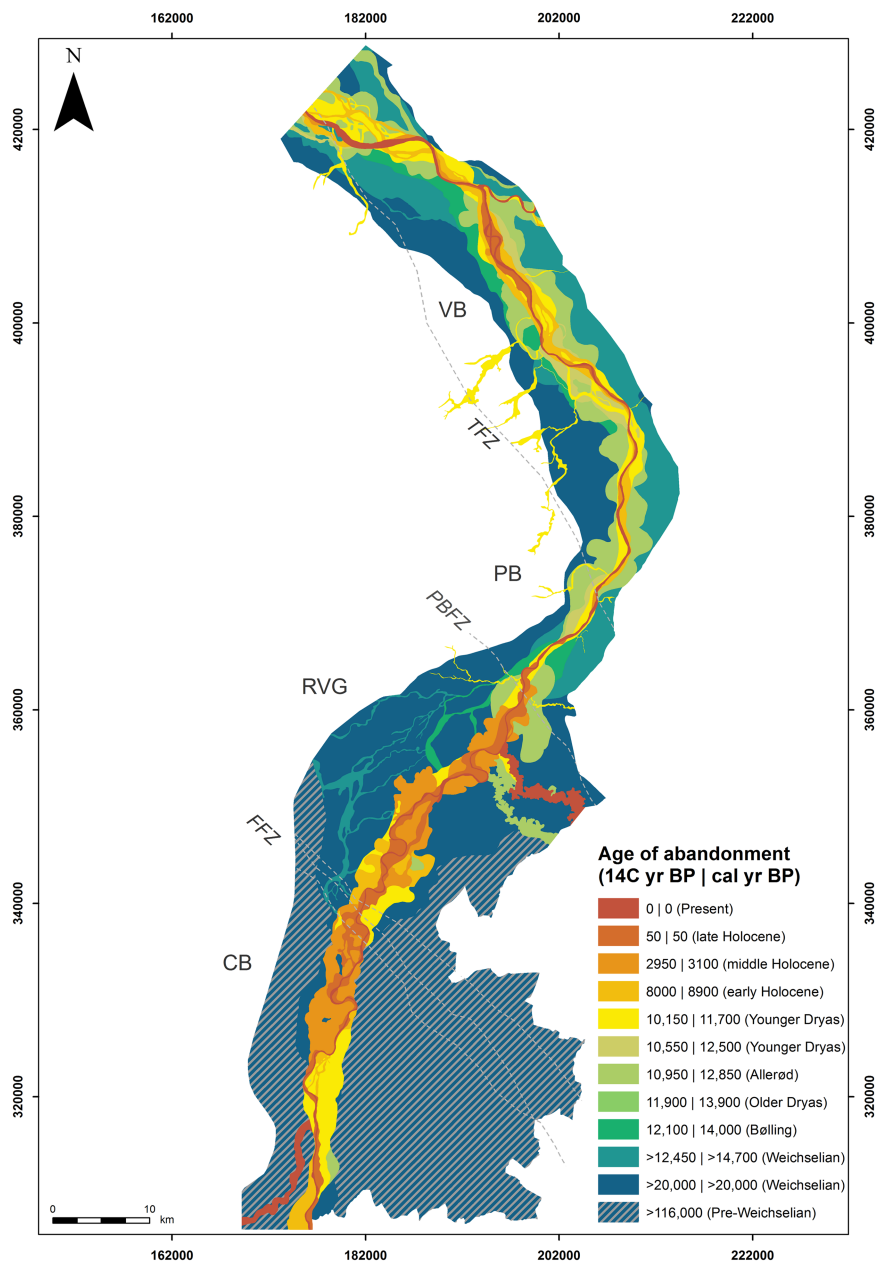 162000 182000 202000 222000
N
420000 420000
400000 400000
VB
TFZ
380000 380000
PB
PBFZ
RVG
360000 360000
FFZ
Age of abandonment
(14C yr BP | cal yr BP)
340000 340000
0 | 0 (Present)
50 | 50 (late Holocene)
CB
2950 | 3100 (middle Holocene)
8000 | 8900 (early Holocene)
10,150 | 11,700 (Younger Dryas)
10,550 | 12,500 (Younger Dryas)
10,950 | 12,850 (Allerød)
320000 320000
11,900 | 13,900 (Older Dryas)
12,100 | 14,000 (Bølling)
>12,450 | >14,700 (Weichselian)
>20,000 | >20,000 (Weichselian)
>116,000 (Pre-Weichselian)
0 10
km
162000 182000 202000 222000